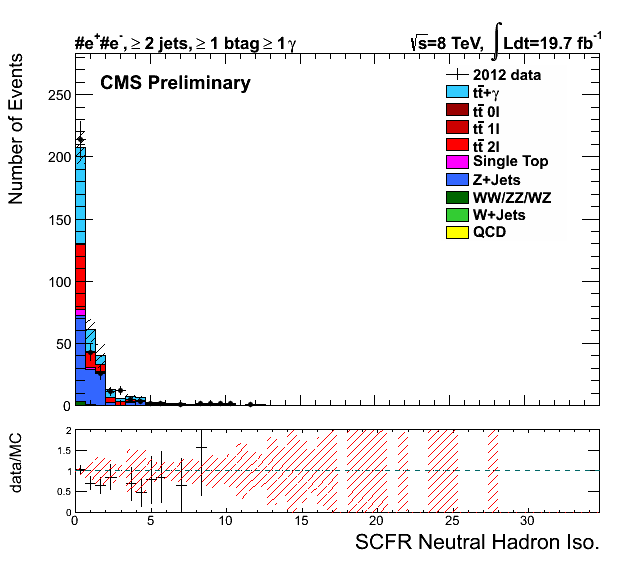 #e+#e-, ≥ 2 jets, ≥ 1 btag ≥ 1 γ
√s=8 TeV, ∫ Ldt=19.7 fb-1
CMS Preliminary
Number of Events
250
200
150
100
50
0
2012 data
tt̄+γ
tt̄ 0l
tt̄ 1l
tt̄ 2l
Single Top
Z+Jets
WW/ZZ/WZ
W+Jets
QCD
data/MC
2
1.5
1
0.5
0
0 5 10 15 20 25 30
SCFR Neutral Hadron Iso.